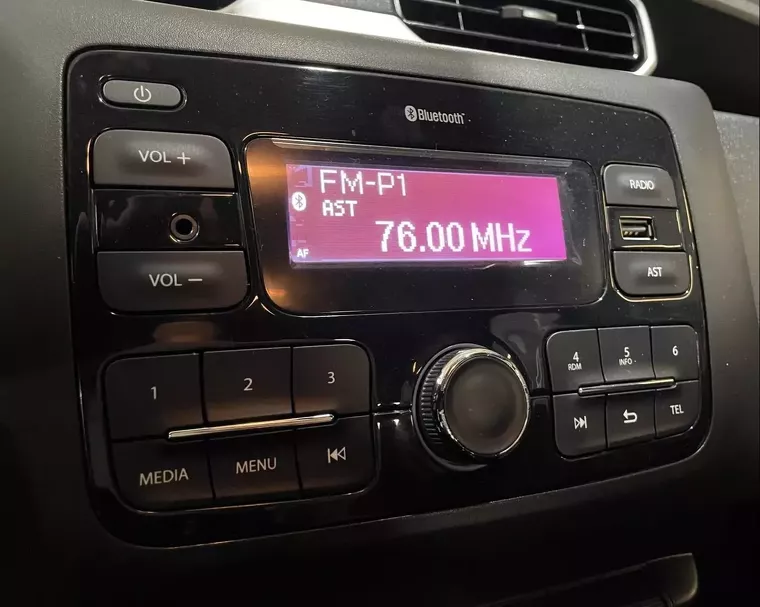 Bluetooth
VOL +
VOL –
FM-P1
AST
76.00 MHz
AF
RADIO
AST
1
2
3
MEDIA
MENU
4
RDM
5
INFO
6
TEL